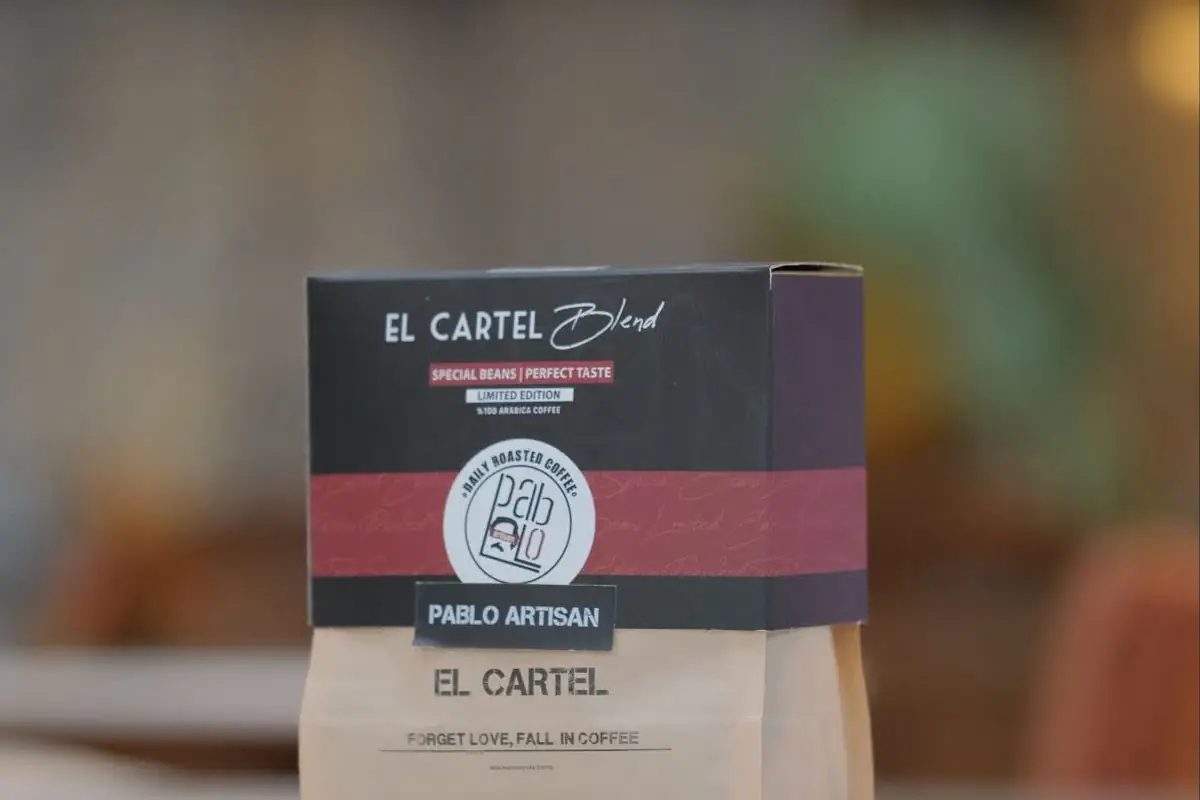 EL CARTEL Blend
SPECIAL BEANS | PERFECT TASTE
LIMITED EDITION
%100 ARABICA COFFEE
DAILY ROASTED COFFEE
pab
LO
PABLO ARTISAN
EL CARTEL
FORGET LOVE, FALL IN COFFEE